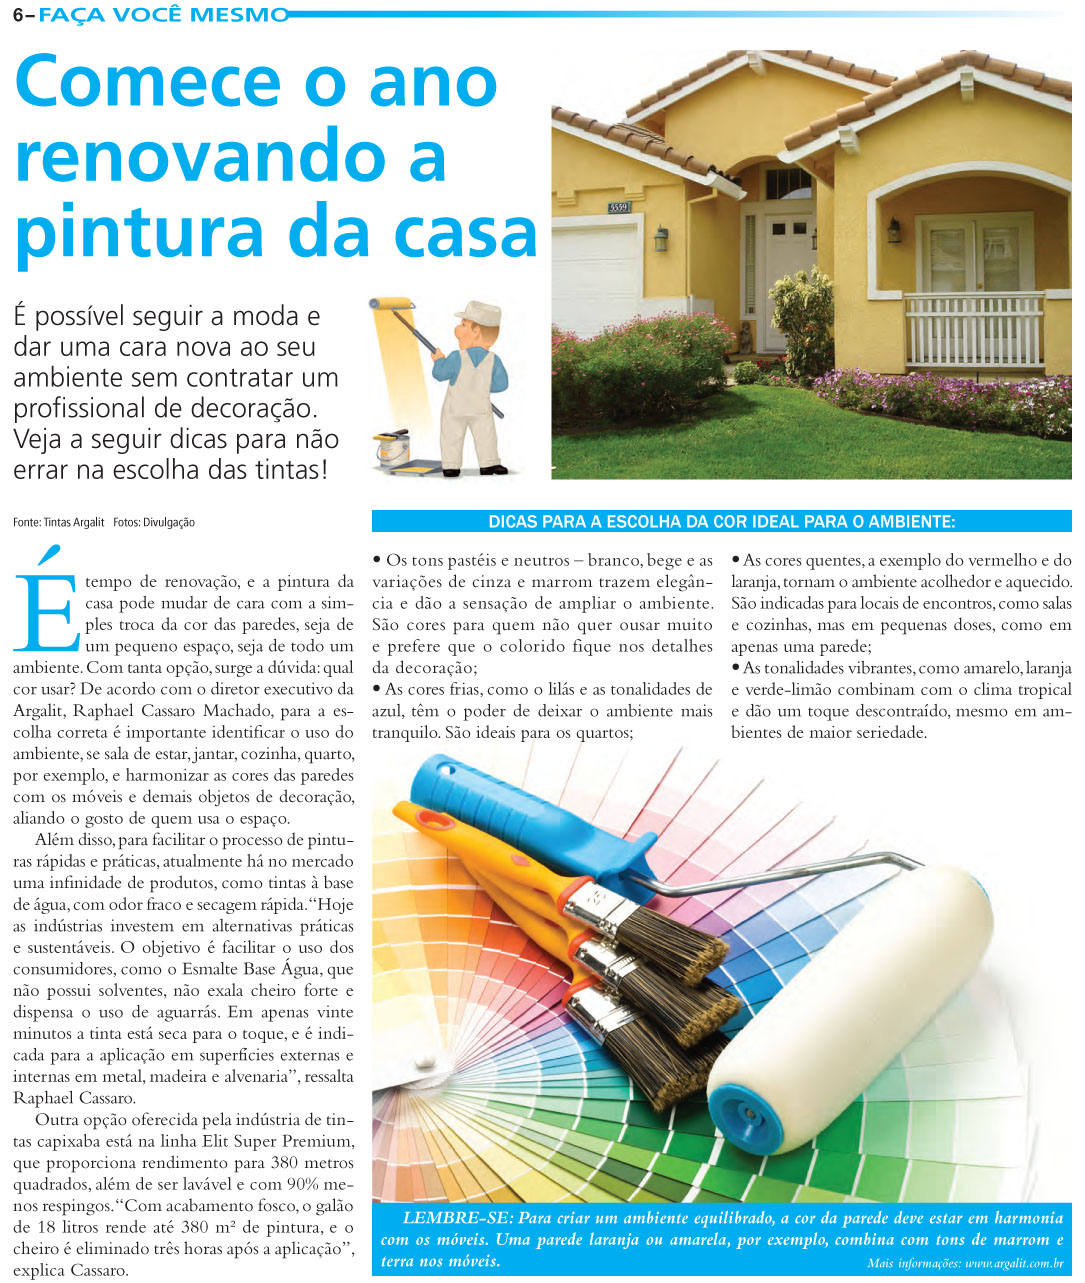 6– FAÇA VOCÊ MESMO
Comece o ano
renovando a
pintura da casa
5559
É possível seguir a moda e
dar uma cara nova ao seu
ambiente sem contratar um
profissional de decoração.
Veja a seguir dicas para não
errar na escolha das tintas!
Fonte: Tintas Argalit Fotos: Divulgação
É tempo de renovação, e a pintura da
casa pode mudar de cara com a sim-
ples troca da cor das paredes, seja de
um pequeno espaço, seja de todo um
ambiente. Com tanta opção, surge a dúvida: qual
cor usar? De acordo com o diretor executivo da
Argalit, Raphael Cassaro Machado, para a es-
colha correta é importante identificar o uso do
ambiente, se sala de estar, jantar, cozinha, quarto,
por exemplo, e harmonizar as cores das paredes
com os móveis e demais objetos de decoração,
aliando o gosto de quem usa o espaço.
Além disso, para facilitar o processo de pintu-
ras rápidas e práticas, atualmente há no mercado
uma infinidade de produtos, como tintas à base
de água, com odor fraco e secagem rápida. “Hoje
as indústrias investem em alternativas práticas
e sustentáveis. O objetivo é facilitar o uso dos
consumidores, como o Esmalte Base Água, que
não possui solventes, não exala cheiro forte e
dispensa o uso de aguarrás. Em apenas vinte
minutos a tinta está seca para o toque, e é indi-
cada para a aplicação em superfícies externas e
internas em metal, madeira e alvenaria”, ressalta
Raphael Cassaro.
Outra opção oferecida pela indústria de tin-
tas capixaba está na linha Elit Super Premium,
que proporciona rendimento para 380 metros
quadrados, além de ser lavável e com 90% me-
nos respingos. “Com acabamento fosco, o galão
de 18 litros rende até 380 m² de pintura, e o
cheiro é eliminado três horas após a aplicação”,
explica Cassaro.
DICAS PARA A ESCOLHA DA COR IDEAL PARA O AMBIENTE:
• Os tons pastéis e neutros – branco, bege e as
variações de cinza e marrom trazem elegân-
cia e dão a sensação de ampliar o ambiente.
São cores para quem não quer ousar muito
e prefere que o colorido fique nos detalhes
da decoração;
• As cores frias, como o lilás e as tonalidades de
azul, têm o poder de deixar o ambiente mais
tranquilo. São ideais para os quartos;
• As cores quentes, a exemplo do vermelho e do
laranja, tornam o ambiente acolhedor e aquecido.
São indicadas para locais de encontros, como salas
e cozinhas, mas em pequenas doses, como em
apenas uma parede;
• As tonalidades vibrantes, como amarelo, laranja
e verde-limão combinam com o clima tropical
e dão um toque descontraído, mesmo em am-
bientes de maior seriedade.
LEMBRE-SE: Para criar um ambiente equilibrado, a cor da parede deve estar em harmonia
com os móveis. Uma parede laranja ou amarela, por exemplo, combina com tons de marrom e
terra nos móveis.
Mais informações: www.argalit.com.br